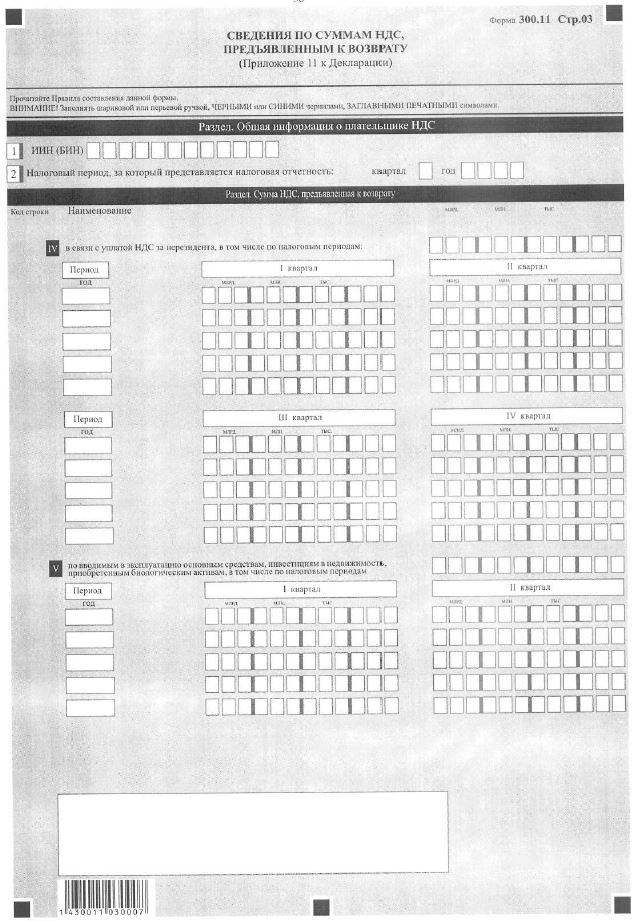 Форма 300.11 Стр.03
СВЕДЕНИЯ ПО СУММАМ НДС,
ПРЕДЪЯВЛЕННЫМ К ВОЗВРАТУ
(Приложение 11 к Декларации)
Прочитайте Правила составления данной формы.
ВНИМАНИЕ! Заполнять шариковой или перьевой ручкой, ЧЕРНЫМИ или СИНИМИ чернилами, ЗАГЛАВНЫМИ ПЕЧАТНЫМИ символами.
Раздел. Общая информация о плательщике НДС
1 ИИН (БИН)
2 Налоговый период, за который представляется налоговая отчетность: квартал год
Раздел. Сумма НДС, предъявленная к возврату
Код строки Наименование млрд. млн. тыс.
IV в связи с уплатой НДС за нерезидента, в том числе по налоговым периодам:
Период I квартал II квартал
год млрд. млн. тыс. млрд. млн. тыс.
Период III квартал IV квартал
год млрд. млн. тыс. млрд. млн. тыс.
V по вводимым в эксплуатацию основным средствам, инвестициям в недвижимость,
приобретенным биологическим активам, в том числе по налоговым периодам
Период I квартал II квартал
год млрд. млн. тыс. млрд. млн. тыс.
1430011030007